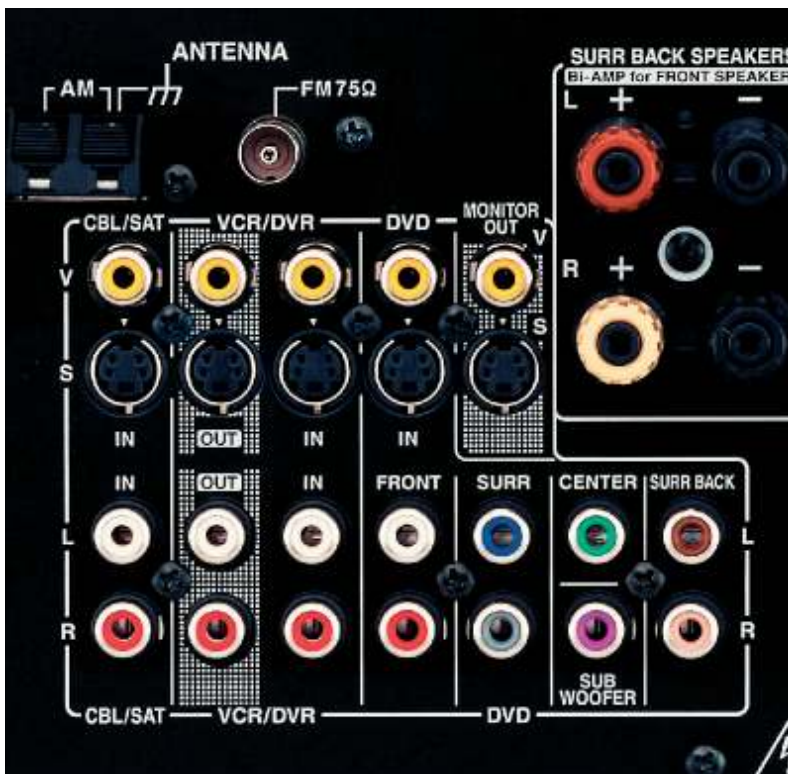 ANTENNA
AM
FM 75Ω
SURR BACK SPEAKERS
Bi-AMP for FRONT SPEAKER
L + −
R + −
CBL/SAT VCR/DVR DVD MONITOR OUT
V V
S S
IN OUT IN IN
IN OUT IN FRONT SURR CENTER SURR BACK
L L
R R
SUB WOOFER
CBL/SAT VCR/DVR DVD